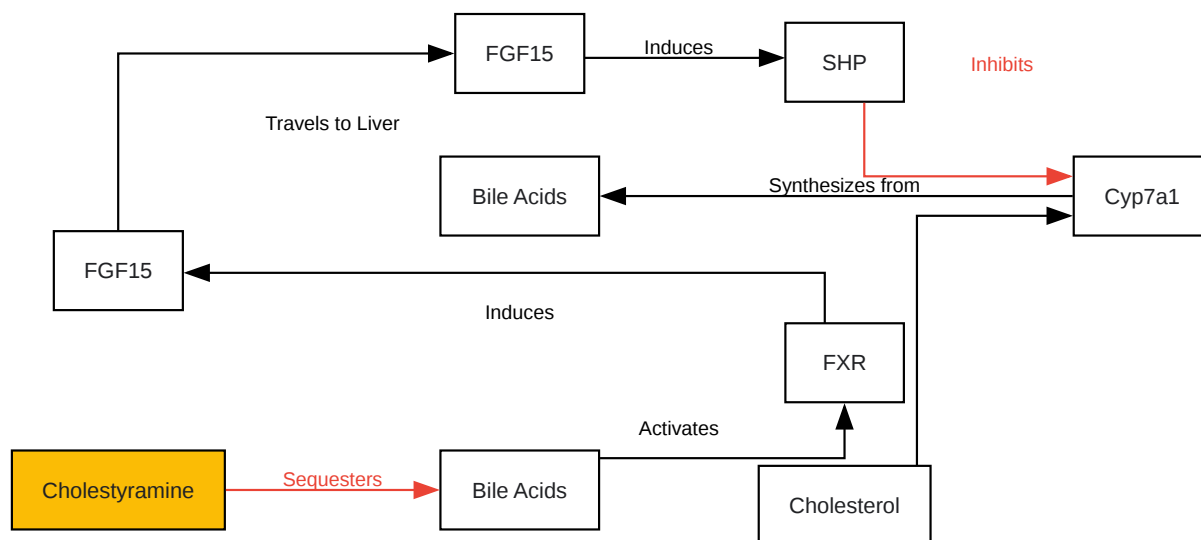 FGF15
Induces
SHP
Inhibits
Travels to Liver
Bile Acids
Synthesizes from
Cyp7a1
FGF15
Induces
FXR
Activates
Cholestyramine
Sequesters
Bile Acids
Cholesterol